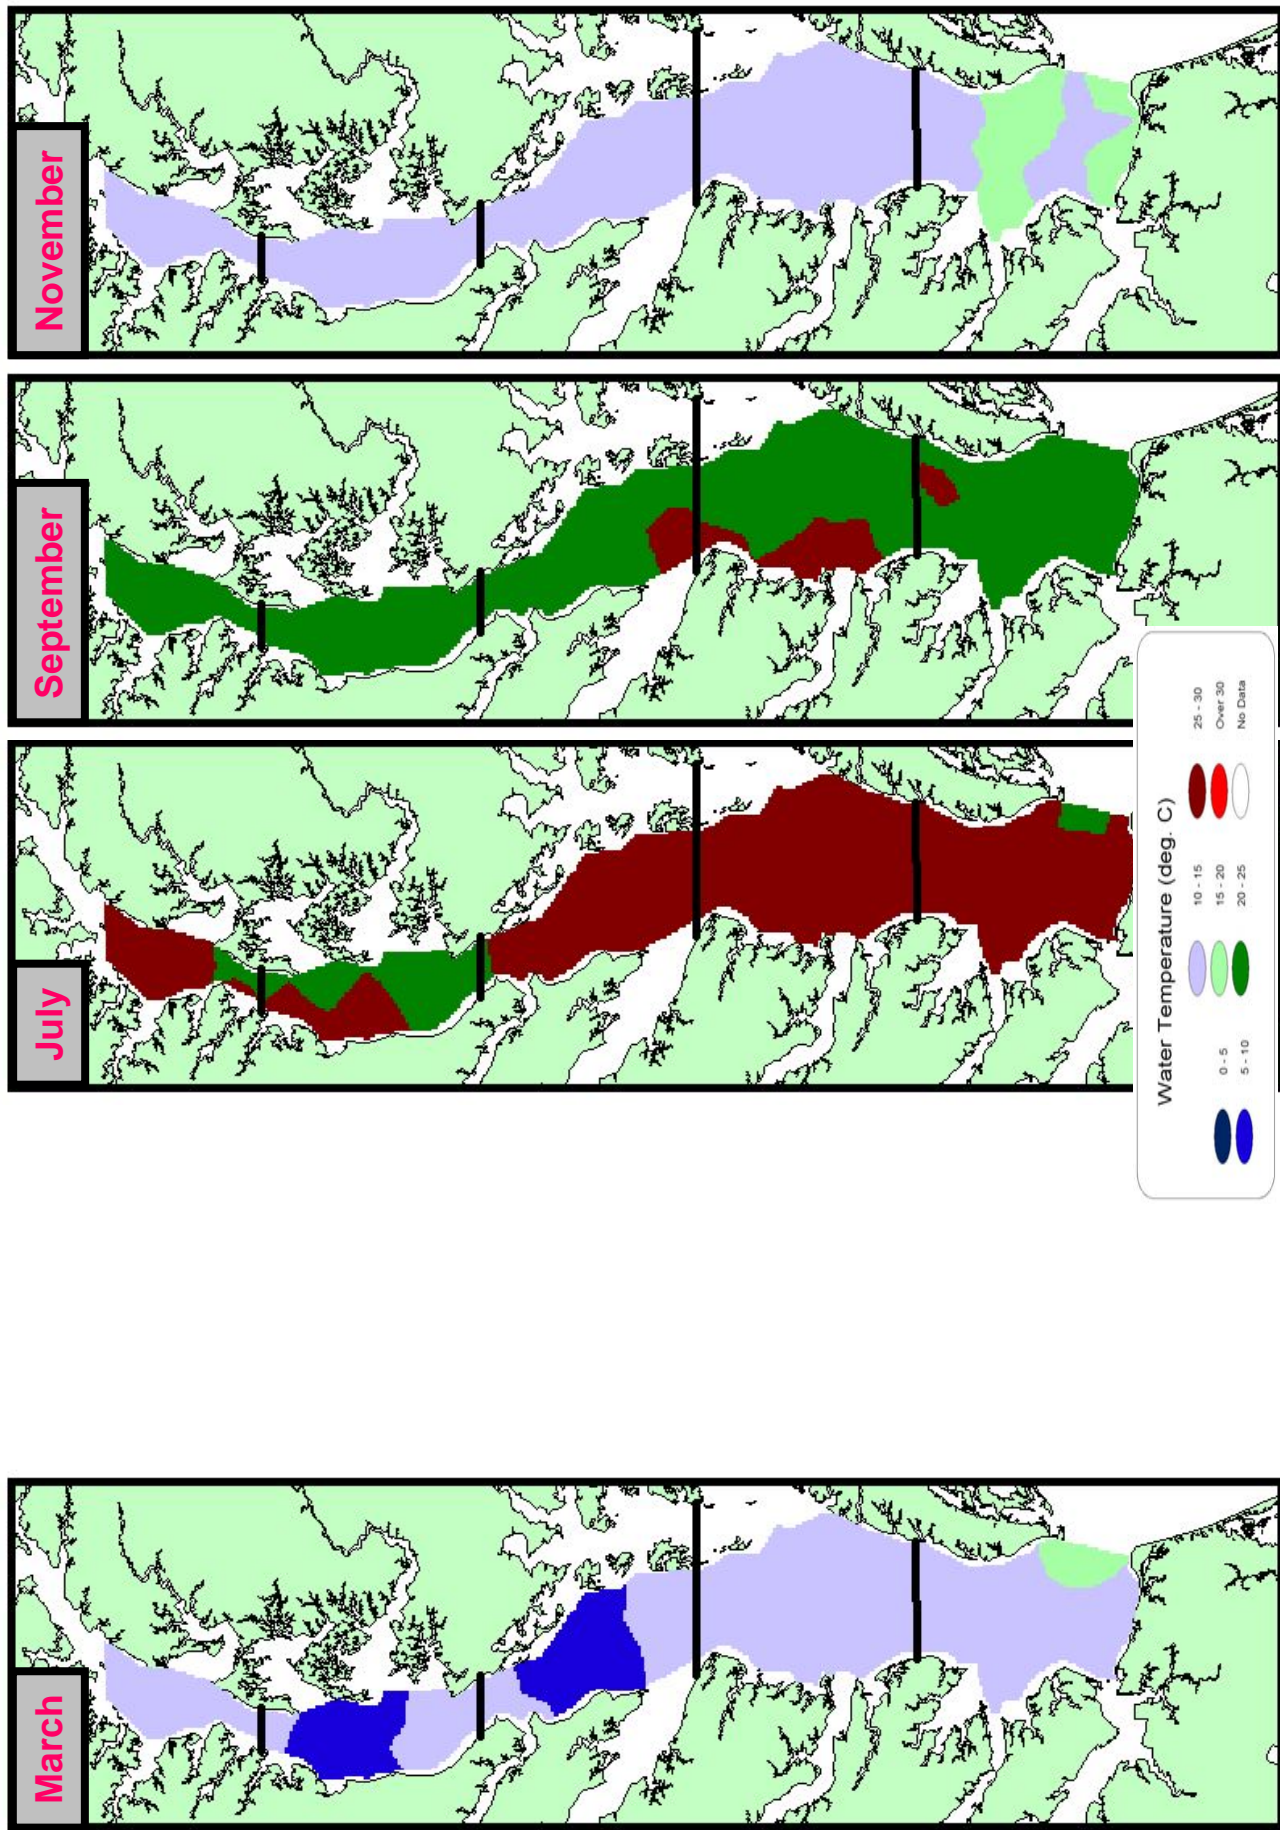 March
July
September
November
Water Temperature (deg. C)
0 - 5
5 - 10
10 - 15
15 - 20
20 - 25
25 - 30
Over 30
No Data